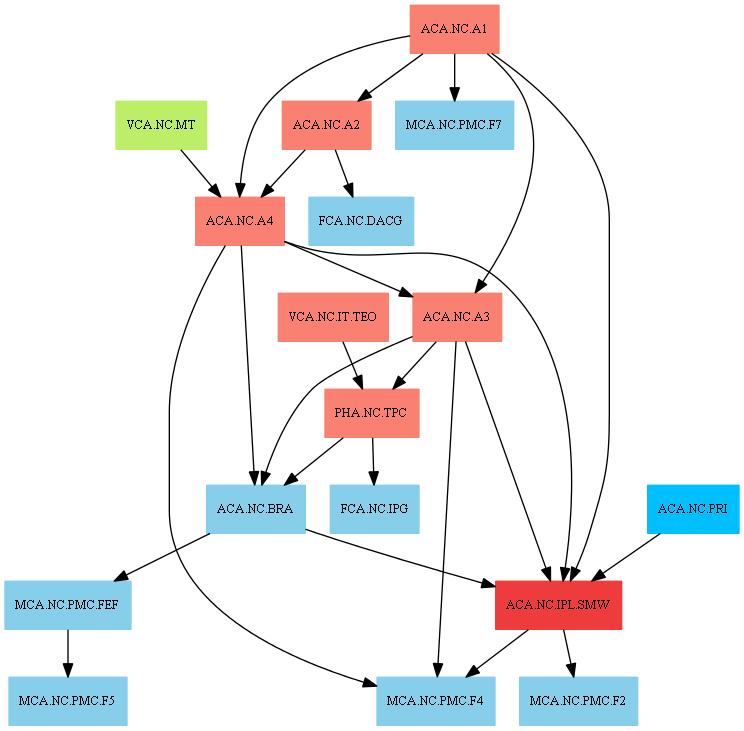 ACA.NC.A1
VCA.NC.MT
ACA.NC.A2
MCA.NC.PMC.F7
ACA.NC.A4
FCA.NC.DACG
VCA.NC.IT.TEO
ACA.NC.A3
PHA.NC.TPC
ACA.NC.BRA
FCA.NC.IPG
ACA.NC.PRI
MCA.NC.PMC.FEF
ACA.NC.IPL.SMW
MCA.NC.PMC.F5
MCA.NC.PMC.F4
MCA.NC.PMC.F2